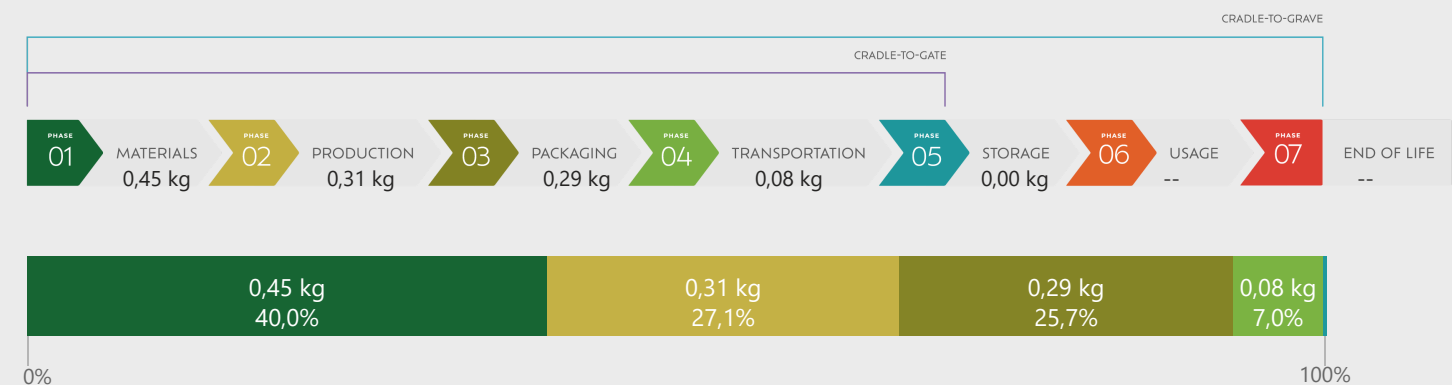 CRADLE-TO-GRAVE
CRADLE-TO-GATE
PHASE
01
MATERIALS
0,45 kg
PHASE
02
PRODUCTION
0,31 kg
PHASE
03
PACKAGING
0,29 kg
PHASE
04
TRANSPORTATION
0,08 kg
PHASE
05
STORAGE
0,00 kg
PHASE
06
USAGE
--
PHASE
07
END OF LIFE
--
0,45 kg
40,0%
0,31 kg
27,1%
0,29 kg
25,7%
0,08 kg
7,0%
0%
100%